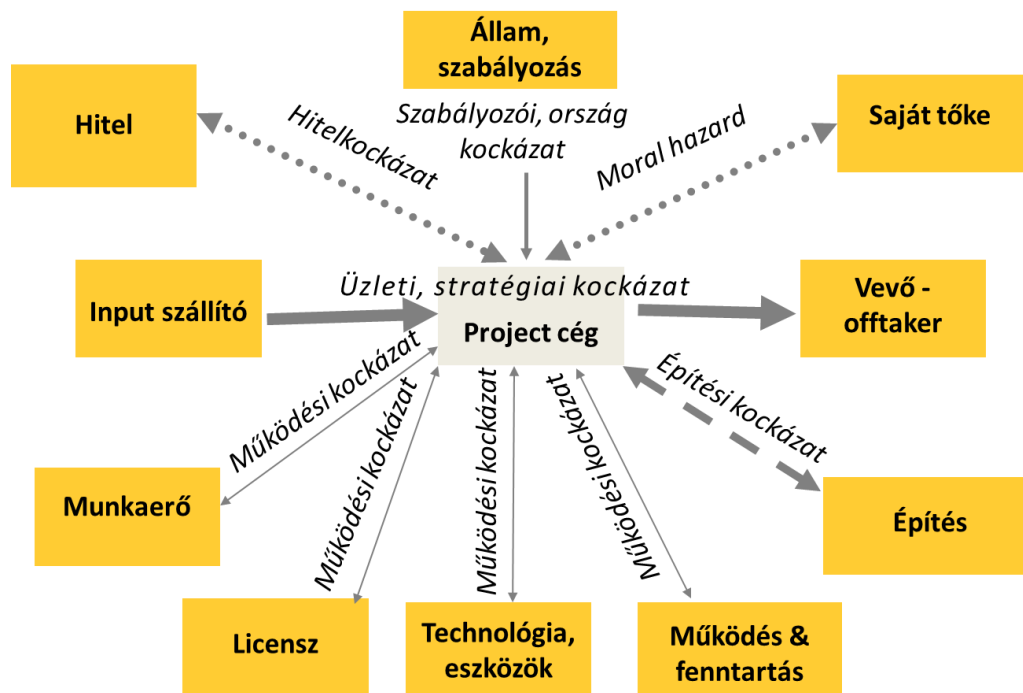 Állam,
szabályozás
Hitel
Saját tőke
Szabályozói, ország
kockázat
Hitelkockázat
Moral hazard
Üzleti, stratégiai kockázat
Input szállító
Project cég
Vevő -
offtaker
Működési kockázat
Működési kockázat
Működési kockázat
Működési kockázat
Építési kockázat
Munkaerő
Építés
Licensz
Technológia,
eszközök
Működés &
fenntartás